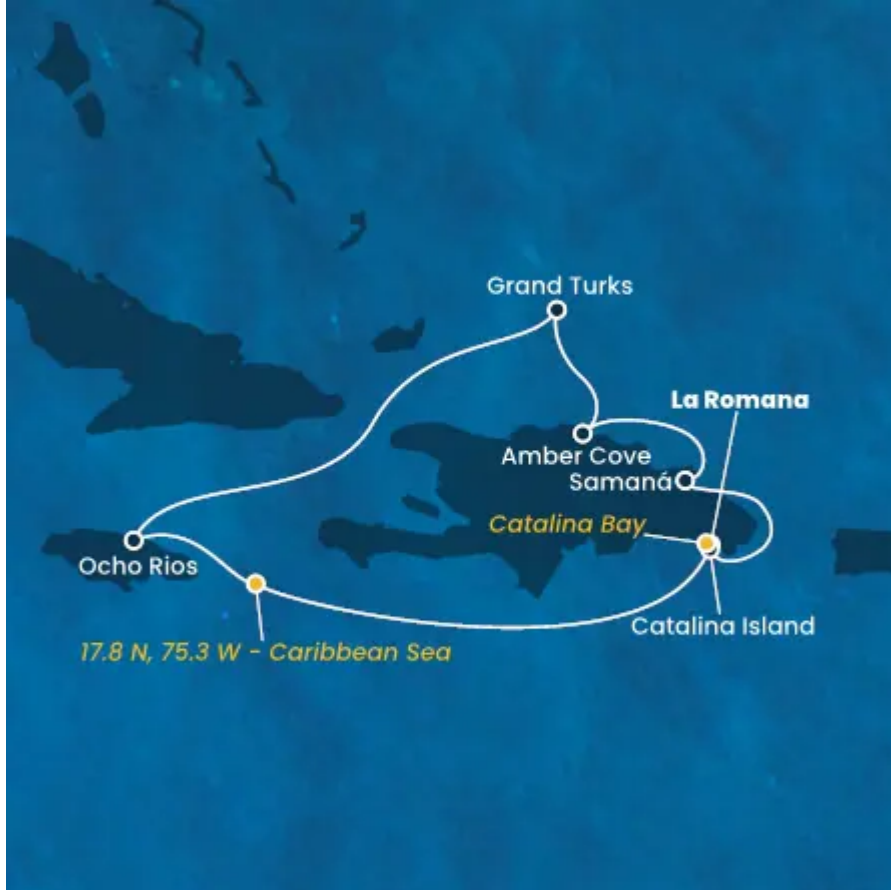 Grand Turks
La Romana
Amber Cove
Samaná
Catalina Bay
Ocho Rios
Catalina Island
17.8 N, 75.3 W - Caribbean Sea